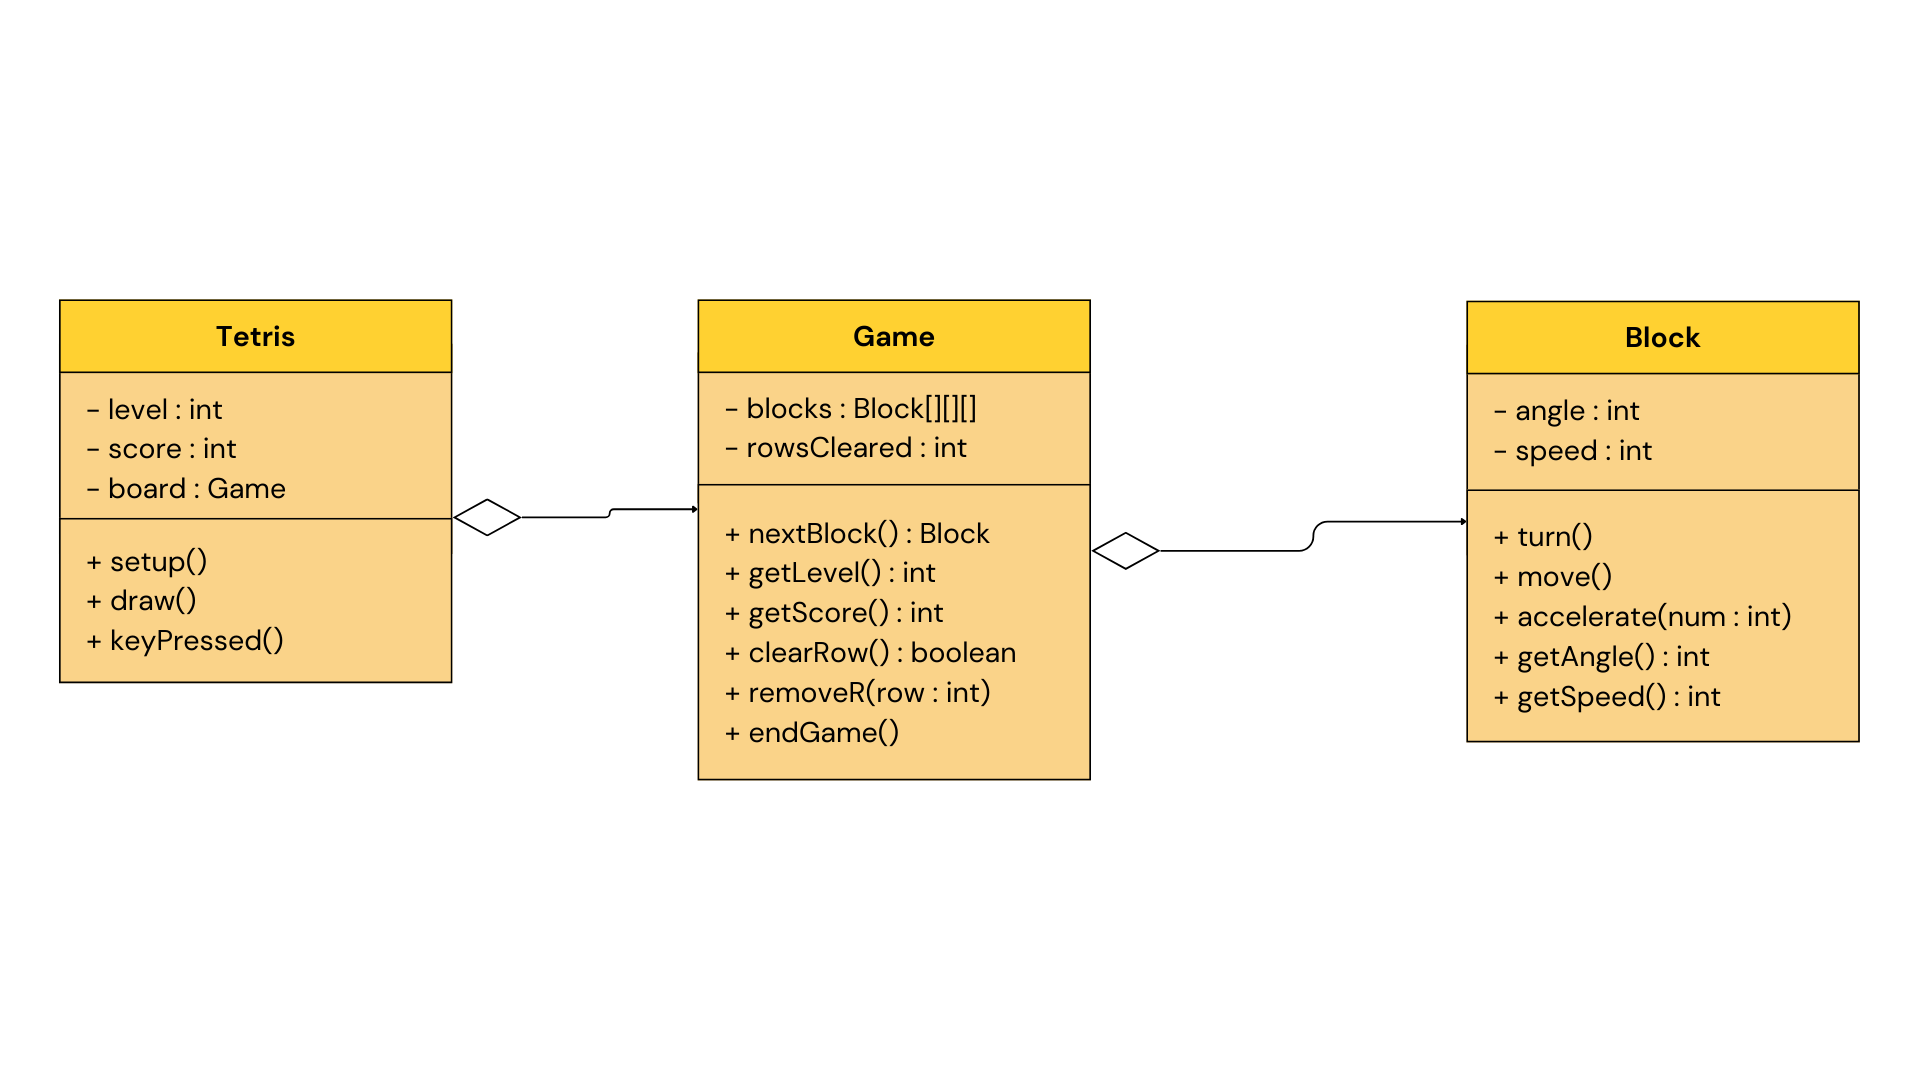 Tetris
- level : int
- score : int
- board : Game
+ setup()
+ draw()
+ keyPressed()
Game
- blocks : Block[][][]
- rowsCleared : int
+ nextBlock() : Block
+ getLevel() : int
+ getScore() : int
+ clearRow() : boolean
+ removeR(row : int)
+ endGame()
Block
- angle : int
- speed : int
+ turn()
+ move()
+ accelerate(num : int)
+ getAngle() : int
+ getSpeed() : int